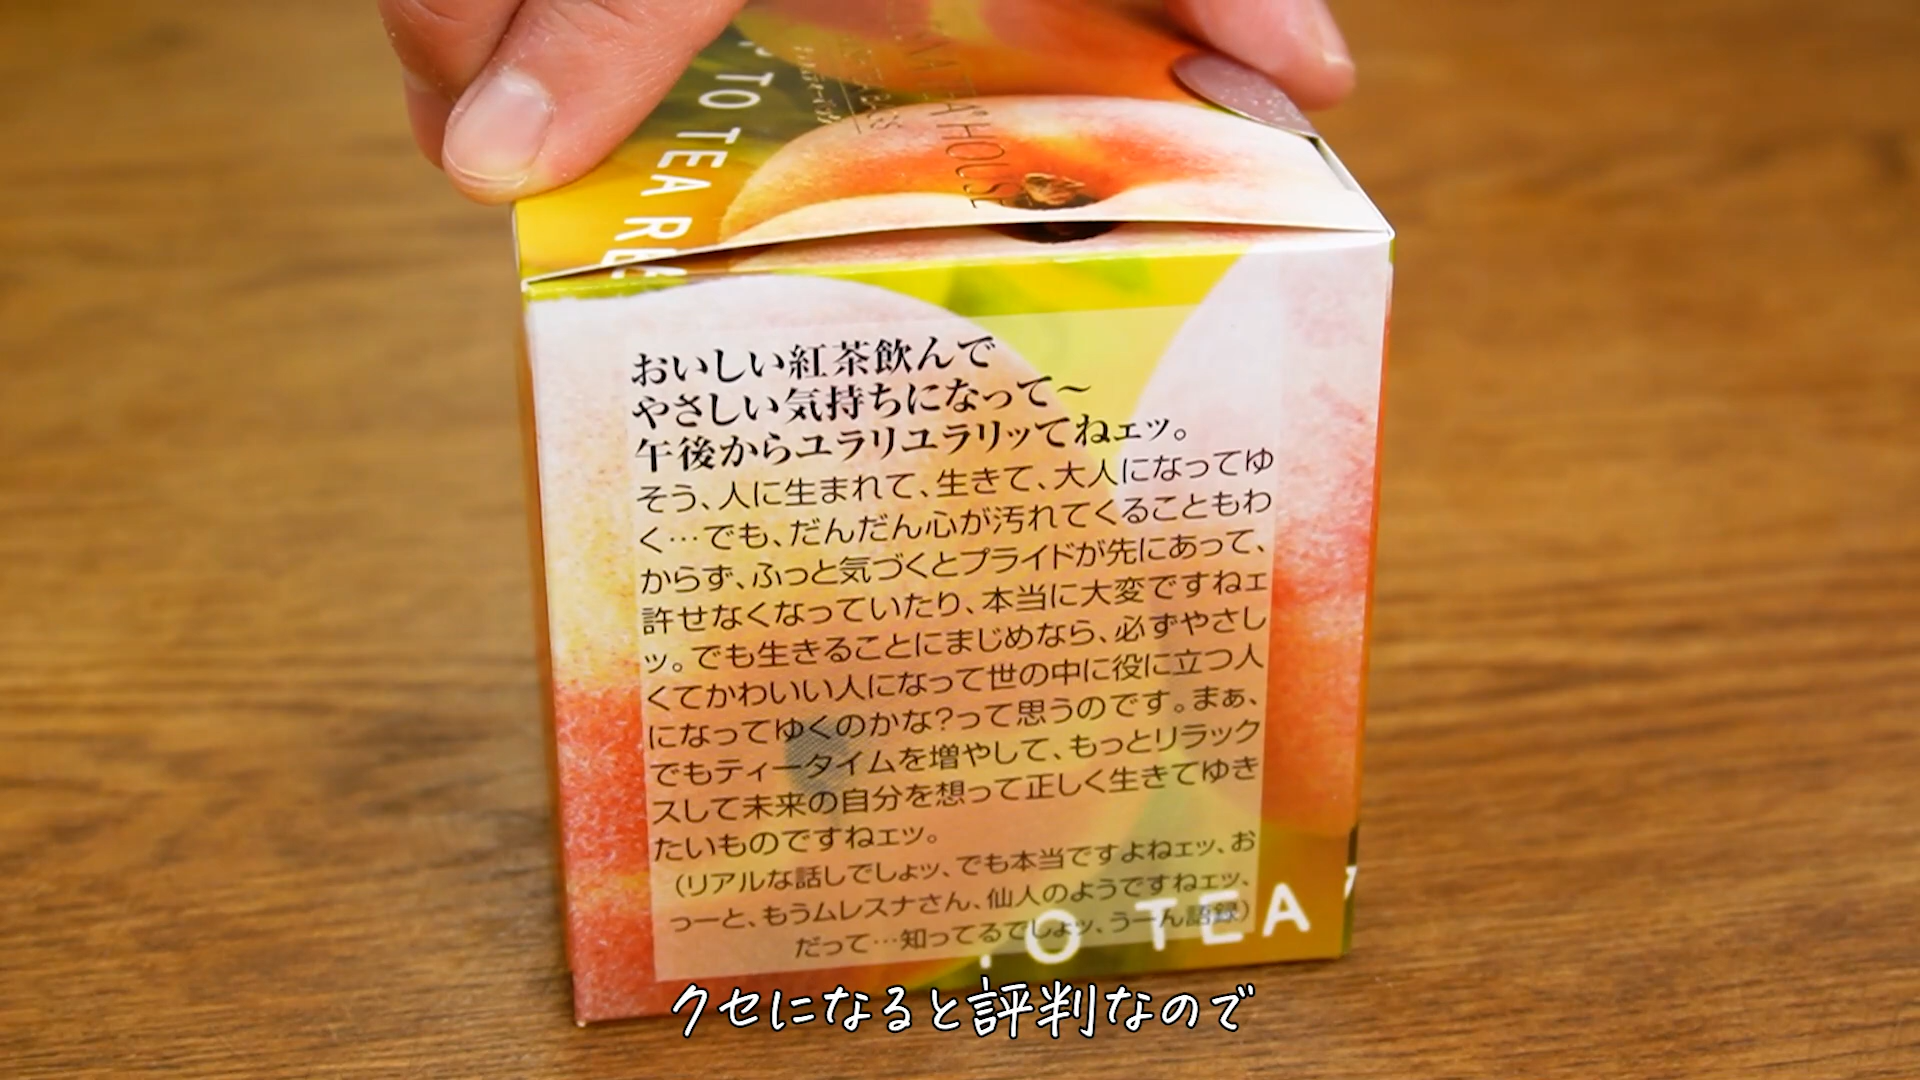 TO TEA
HOUSE
おいしい紅茶飲んで
やさしい気持ちになって〜
午後からユラリユラリッてねェッ。
そう、人に生まれて、生きて、大人になってゆ
く…でも、だんだん心が汚れてくることもわ
からず、ふっと気づくとプライドが先にあって、
許せなくなっていたり、本当に大変ですねェ
ッ。でも生きることにまじめなら、必ずやさし
くてかわいい人になって世の中に役に立つ人
になってゆくのかな?って思うのです。まぁ、
でもティータイムを増やして、もっとリラック
スして未来の自分を想って正しく生きてゆき
たいものですねェッ。
(リアルな話しでしょッ、でも本当ですよねェッ、お
っーと、もうムレスナさん、仙人のようですねェッ、
だって…知ってるでしょッ、うーん語録)
TO TEA
クセになると評判なので